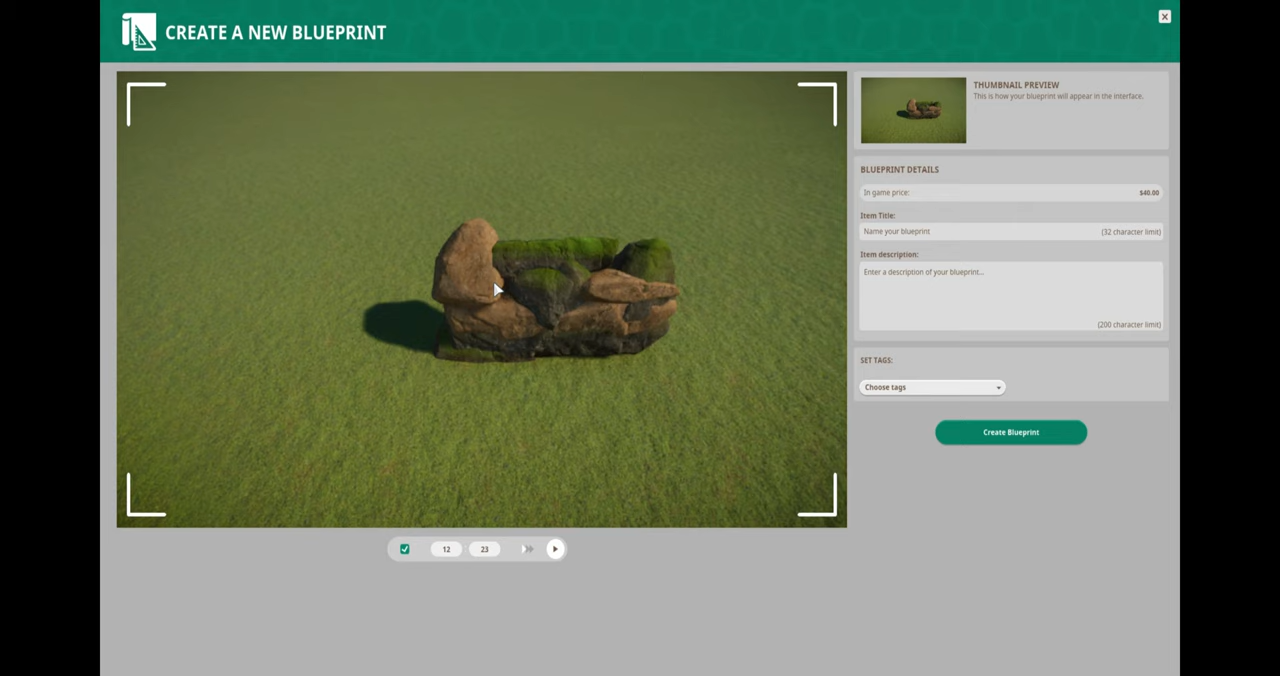 CREATE A NEW BLUEPRINT
THUMBNAIL PREVIEW
This is how your blueprint will appear in the interface.
BLUEPRINT DETAILS
In game price:
$40.00
Item Title:
Name your blueprint
(32 character limit)
Item description:
Enter a description of your blueprint...
(200 character limit)
SET TAGS:
Choose tags
Create Blueprint
12
23